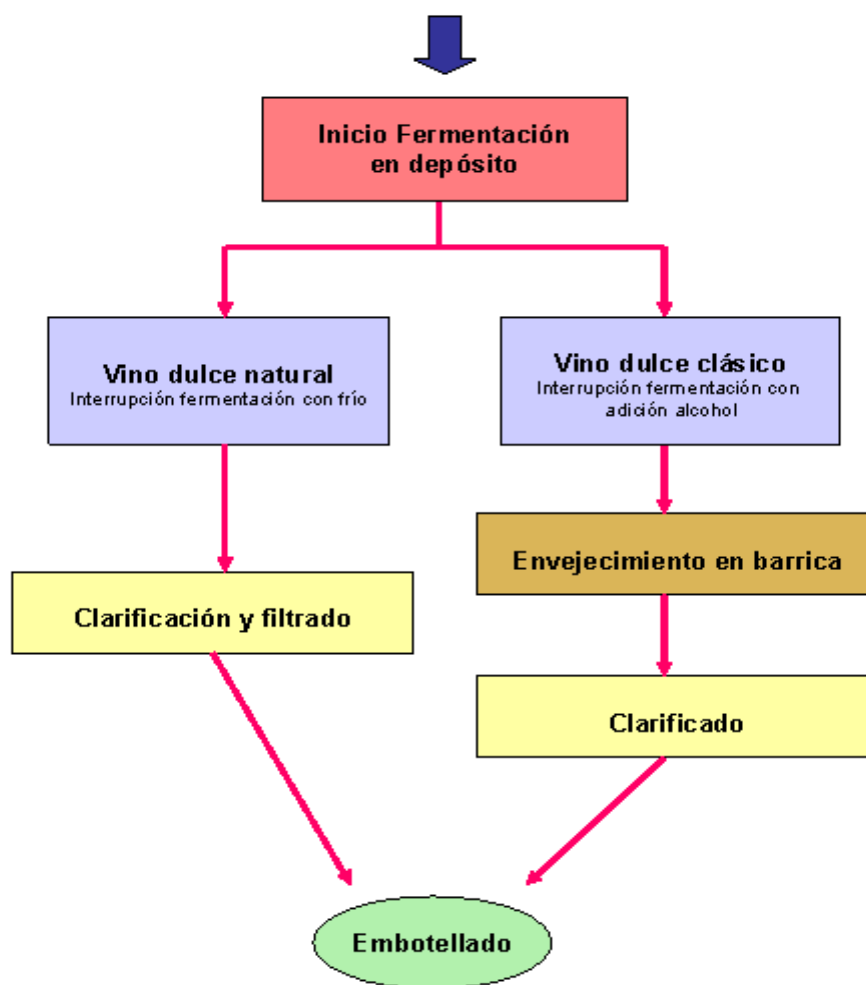 Inicio Fermentación
en depósito
Vino dulce natural
Interrupción fermentación con frío
Vino dulce clásico
Interrupción fermentación con
adición alcohol
Envejecimiento en barrica
Clarificación y filtrado
Clarificado
Embotellado